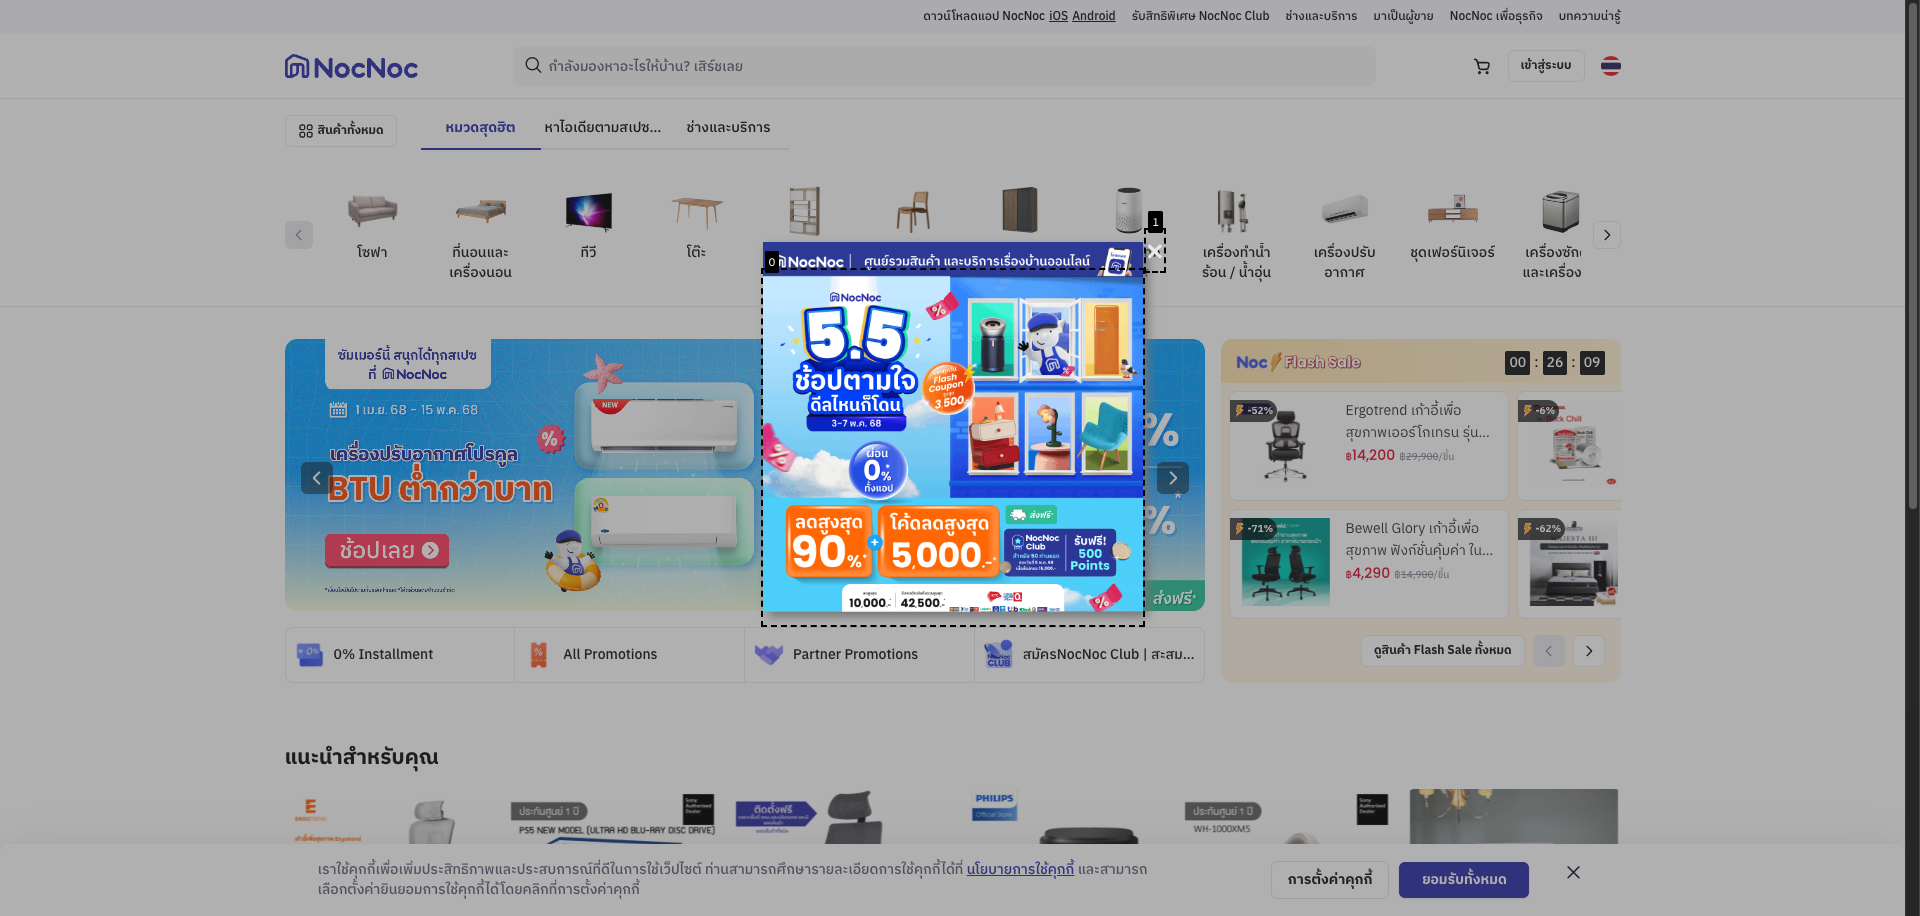 ดาวน์โหลดแอป NocNoc iOS Android รับสิทธิพิเศษ NocNoc Club ช่างและบริการ มาเป็นผู้ขาย NocNoc เพื่อธุรกิจ บทความน่ารู้
NocNoc
กำลังมองหาอะไรให้บ้าน? เสิร์ชเลย
เข้าสู่ระบบ
สินค้าทั้งหมด
หมวดสุดฮิต
หาไอเดียตามสเปซ...
ช่างและบริการ
โซฟา
ที่นอนและ
เครื่องนอน
ทีวี
โต๊ะ
เครื่องทำน้ำ
ร้อน / น้ำอุ่น
เครื่องปรับ
อากาศ
ชุดเฟอร์นิเจอร์
เครื่องซัก
และเครื่อง
0
1
NocNoc
ศูนย์รวมสินค้า และบริการเรื่องบ้านออนไลน์
NocNoc
5.5
ช้อปตามใจ
ดีลไหนก็โดน
3-7 พ.ค. 68
Flash
Coupon
3,500
ผ่อน
0%
ทั้งแอป
ลดสูงสุด
90%
+
โค้ดลดสูงสุด
5,000.-
ส่งฟรี*
NocNoc
Club
รับฟรี!
500
Points
10,000.-
42,500.-
ซัมเมอร์นี้ สนุกได้ทุกสเปซ
ที่ NocNoc
1 เม.ย. 68 - 15 พ.ค. 68
เครื่องปรับอากาศโปรคูล
BTU ต่ำกว่าบาท
ช้อปเลย
NEW
%
%
%
ส่งฟรี*
Noc Flash Sale
00 : 26 : 09
-52%
Ergotrend เก้าอี้เพื่อ
สุขภาพเออร์โกเทรน รุ่น...
฿14,200 ฿29,900/ชิ้น
-6%
-71%
Bewell Glory เก้าอี้เพื่อ
สุขภาพ ฟังก์ชั่นคุ้มค่า ใน...
฿4,290 ฿14,900/ชิ้น
-62%
ดูสินค้า Flash Sale ทั้งหมด
0%
0% Installment
All Promotions
Partner Promotions
CLUB
สมัครNocNoc Club | สะสม...
แนะนำสำหรับคุณ
ERGOTREND
ประกันศูนย์ 1 ปี
Sony
Authorized
Dealer
PS5 NEW MODEL (ULTRA HD BLU-RAY DISC DRIVE)
ติดตั้งฟรี
PHILIPS
Official Store
ประกันศูนย์ 1 ปี
WH-1000XM5
Sony
Authorized
Dealer
เราใช้คุกกี้เพื่อเพิ่มประสิทธิภาพและประสบการณ์ที่ดีในการใช้เว็ปไซต์ ท่านสามารถศึกษารายละเอียดการใช้คุกกี้ได้ที่ นโยบายการใช้คุกกี้ และสามารถ
เลือกตั้งค่ายินยอมการใช้คุกกี้ได้โดยคลิกที่การตั้งค่าคุกกี้
การตั้งค่าคุกกี้
ยอมรับทั้งหมด